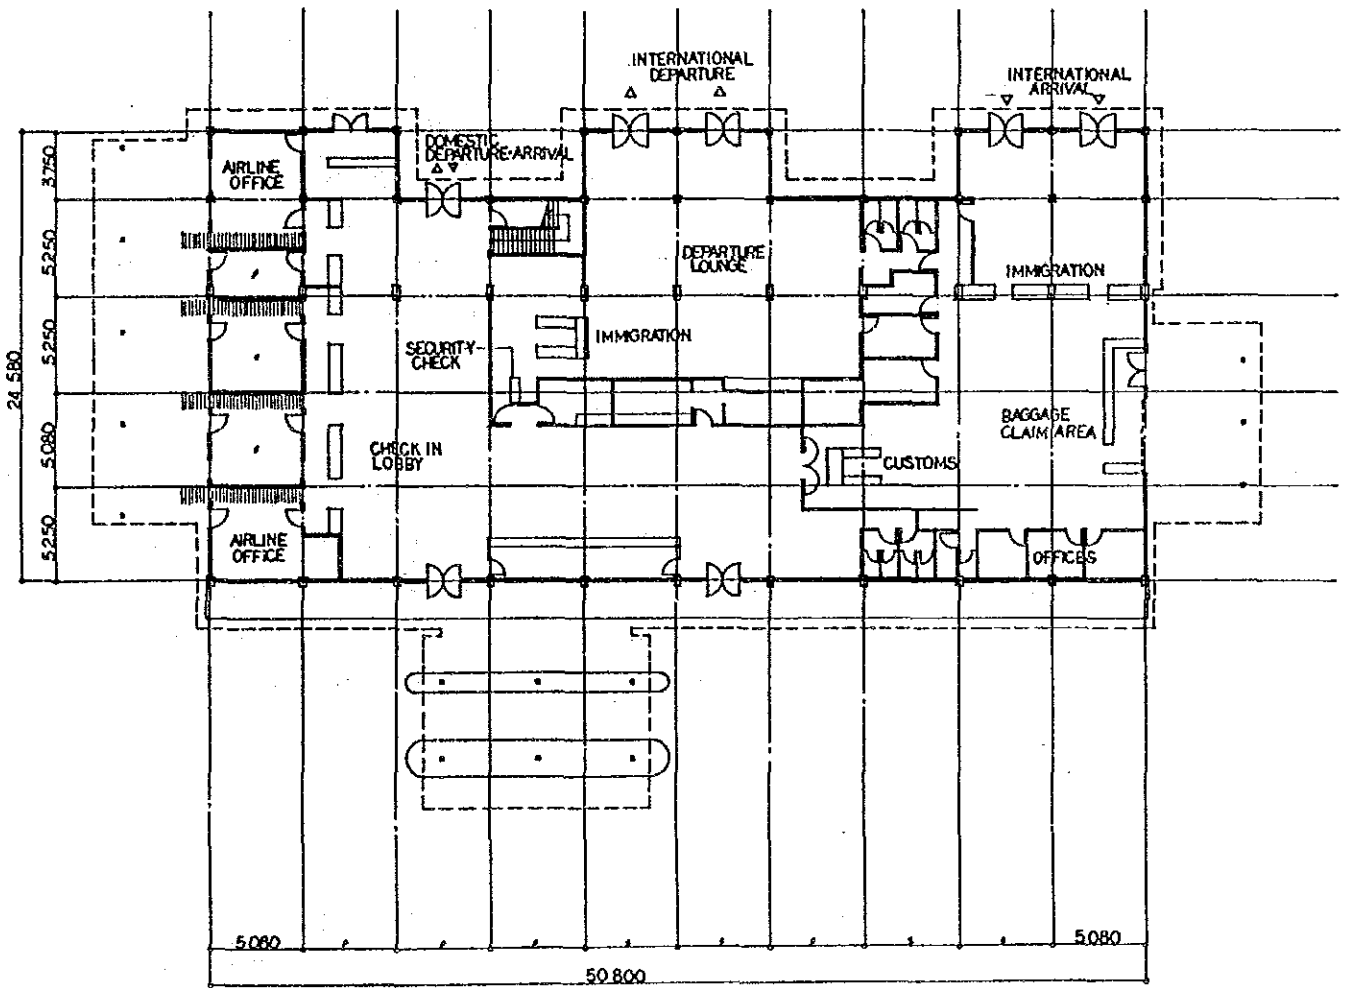 INTERNATIONAL
DEPARTURE
INTERNATIONAL
ARRIVAL
DOMESTIC
DEPARTURE·ARRIVAL
AIRLINE
OFFICE
3750
5250
DEPARTURE
LOUNGE
IMMIGRATION
5250
SECURITY
CHECK
IMMIGRATION
24 580
5080
CHECK IN
LOBBY
BAGGAGE
CLAIM AREA
CUSTOMS
5250
AIRLINE
OFFICE
OFFICES
5080
5080
50 800